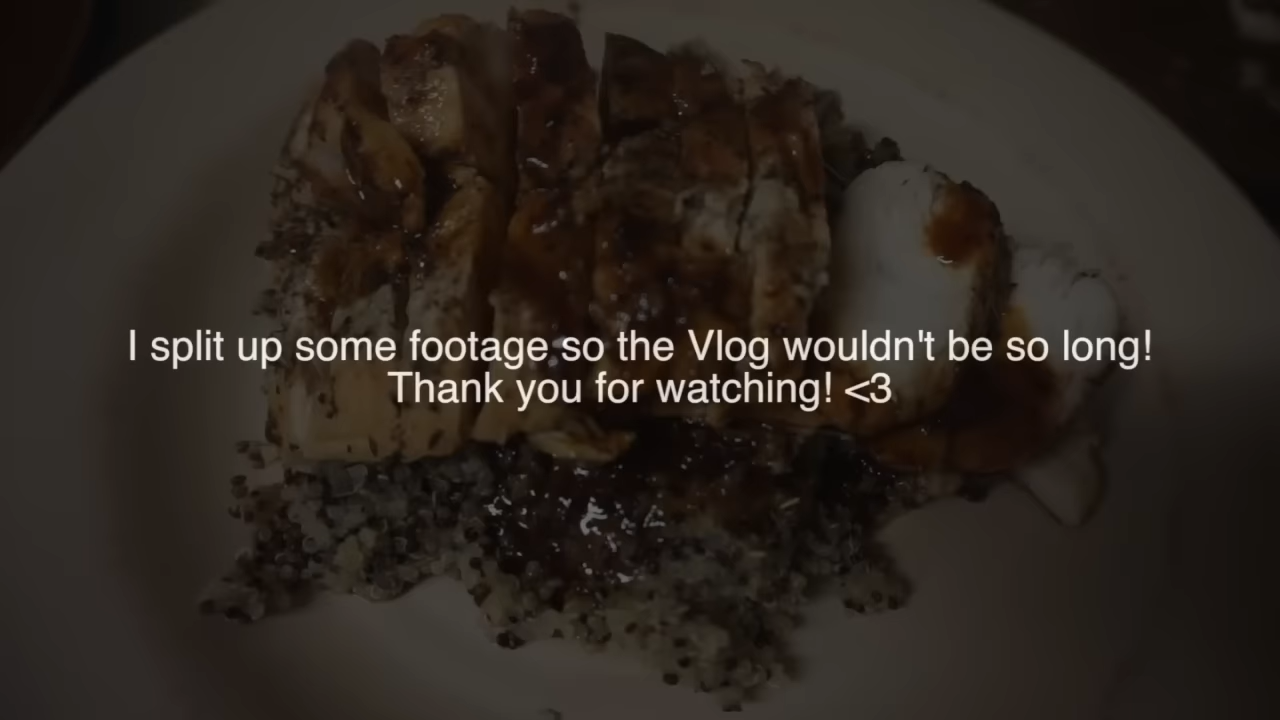 I split up some footage so the Vlog wouldn't be so long!
Thank you for watching! <3